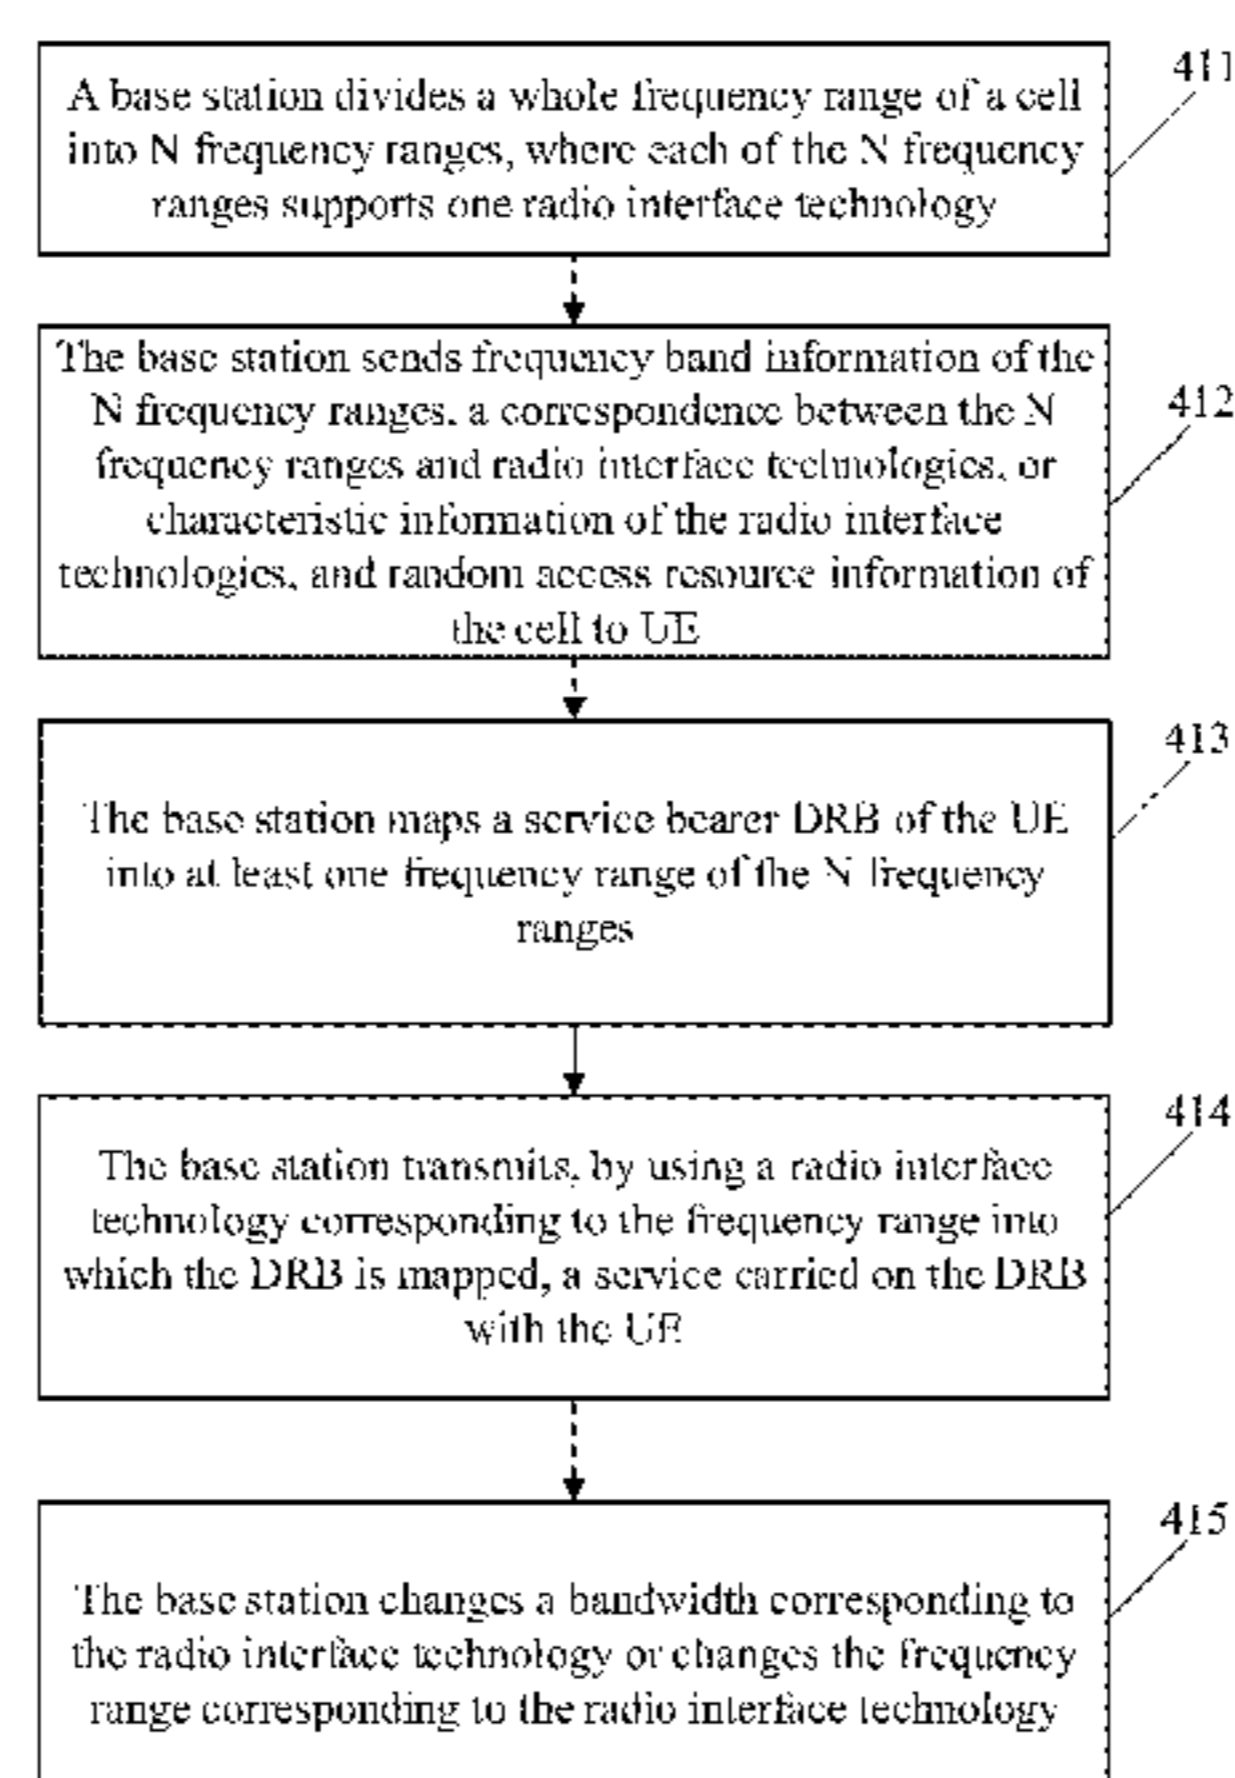 A base station divides a whole frequency range of a cell
into N frequency ranges, where each of the N frequency
ranges supports one radio interface technology
411
The base station sends frequency band information of the
N frequency ranges, a correspondence between the N
frequency ranges and radio interface technologies, or
characteristic information of the radio interface
technologies, and random access resource information of
the cell to UE
412
The base station maps a service bearer DRB of the UE
into at least one frequency range of the N frequency
ranges
413
The base station transmits, by using a radio interface
technology corresponding to the frequency range into
which the DRB is mapped, a service carried on the DRB
with the UE
414
The base station changes a bandwidth corresponding to
the radio interface technology or changes the frequency
range corresponding to the radio interface technology
415